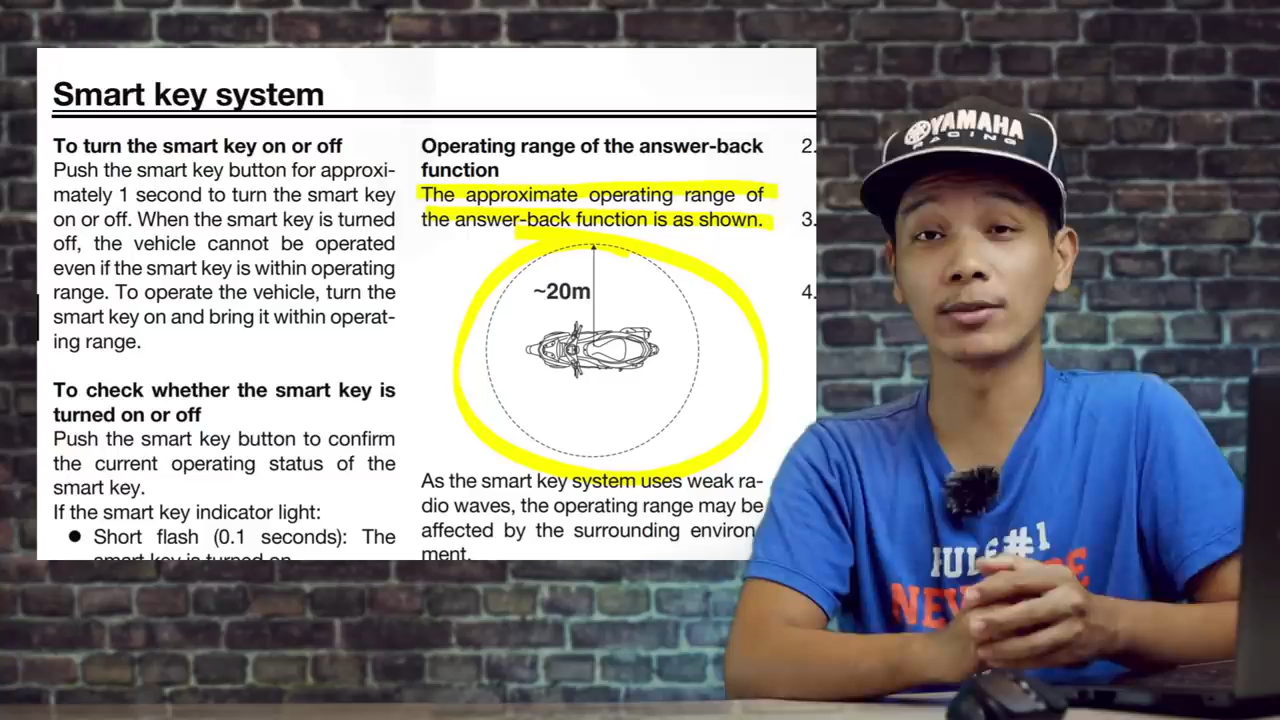 Smart key system
To turn the smart key on or off
Push the smart key button for approxi-
mately 1 second to turn the smart key
on or off. When the smart key is turned
off, the vehicle cannot be operated
even if the smart key is within operating
range. To operate the vehicle, turn the
smart key on and bring it within operat-
ing range.
To check whether the smart key is
turned on or off
Push the smart key button to confirm
the current operating status of the
smart key.
If the smart key indicator light:
● Short flash (0.1 seconds): The
smart key is turned on
Operating range of the answer-back
function
The approximate operating range of
the answer-back function is as shown.
~20m
As the smart key system uses weak ra-
dio waves, the operating range may be
affected by the surrounding environ-
ment.
2.
3.
4.
YAMAHA
RACING
RULE#1